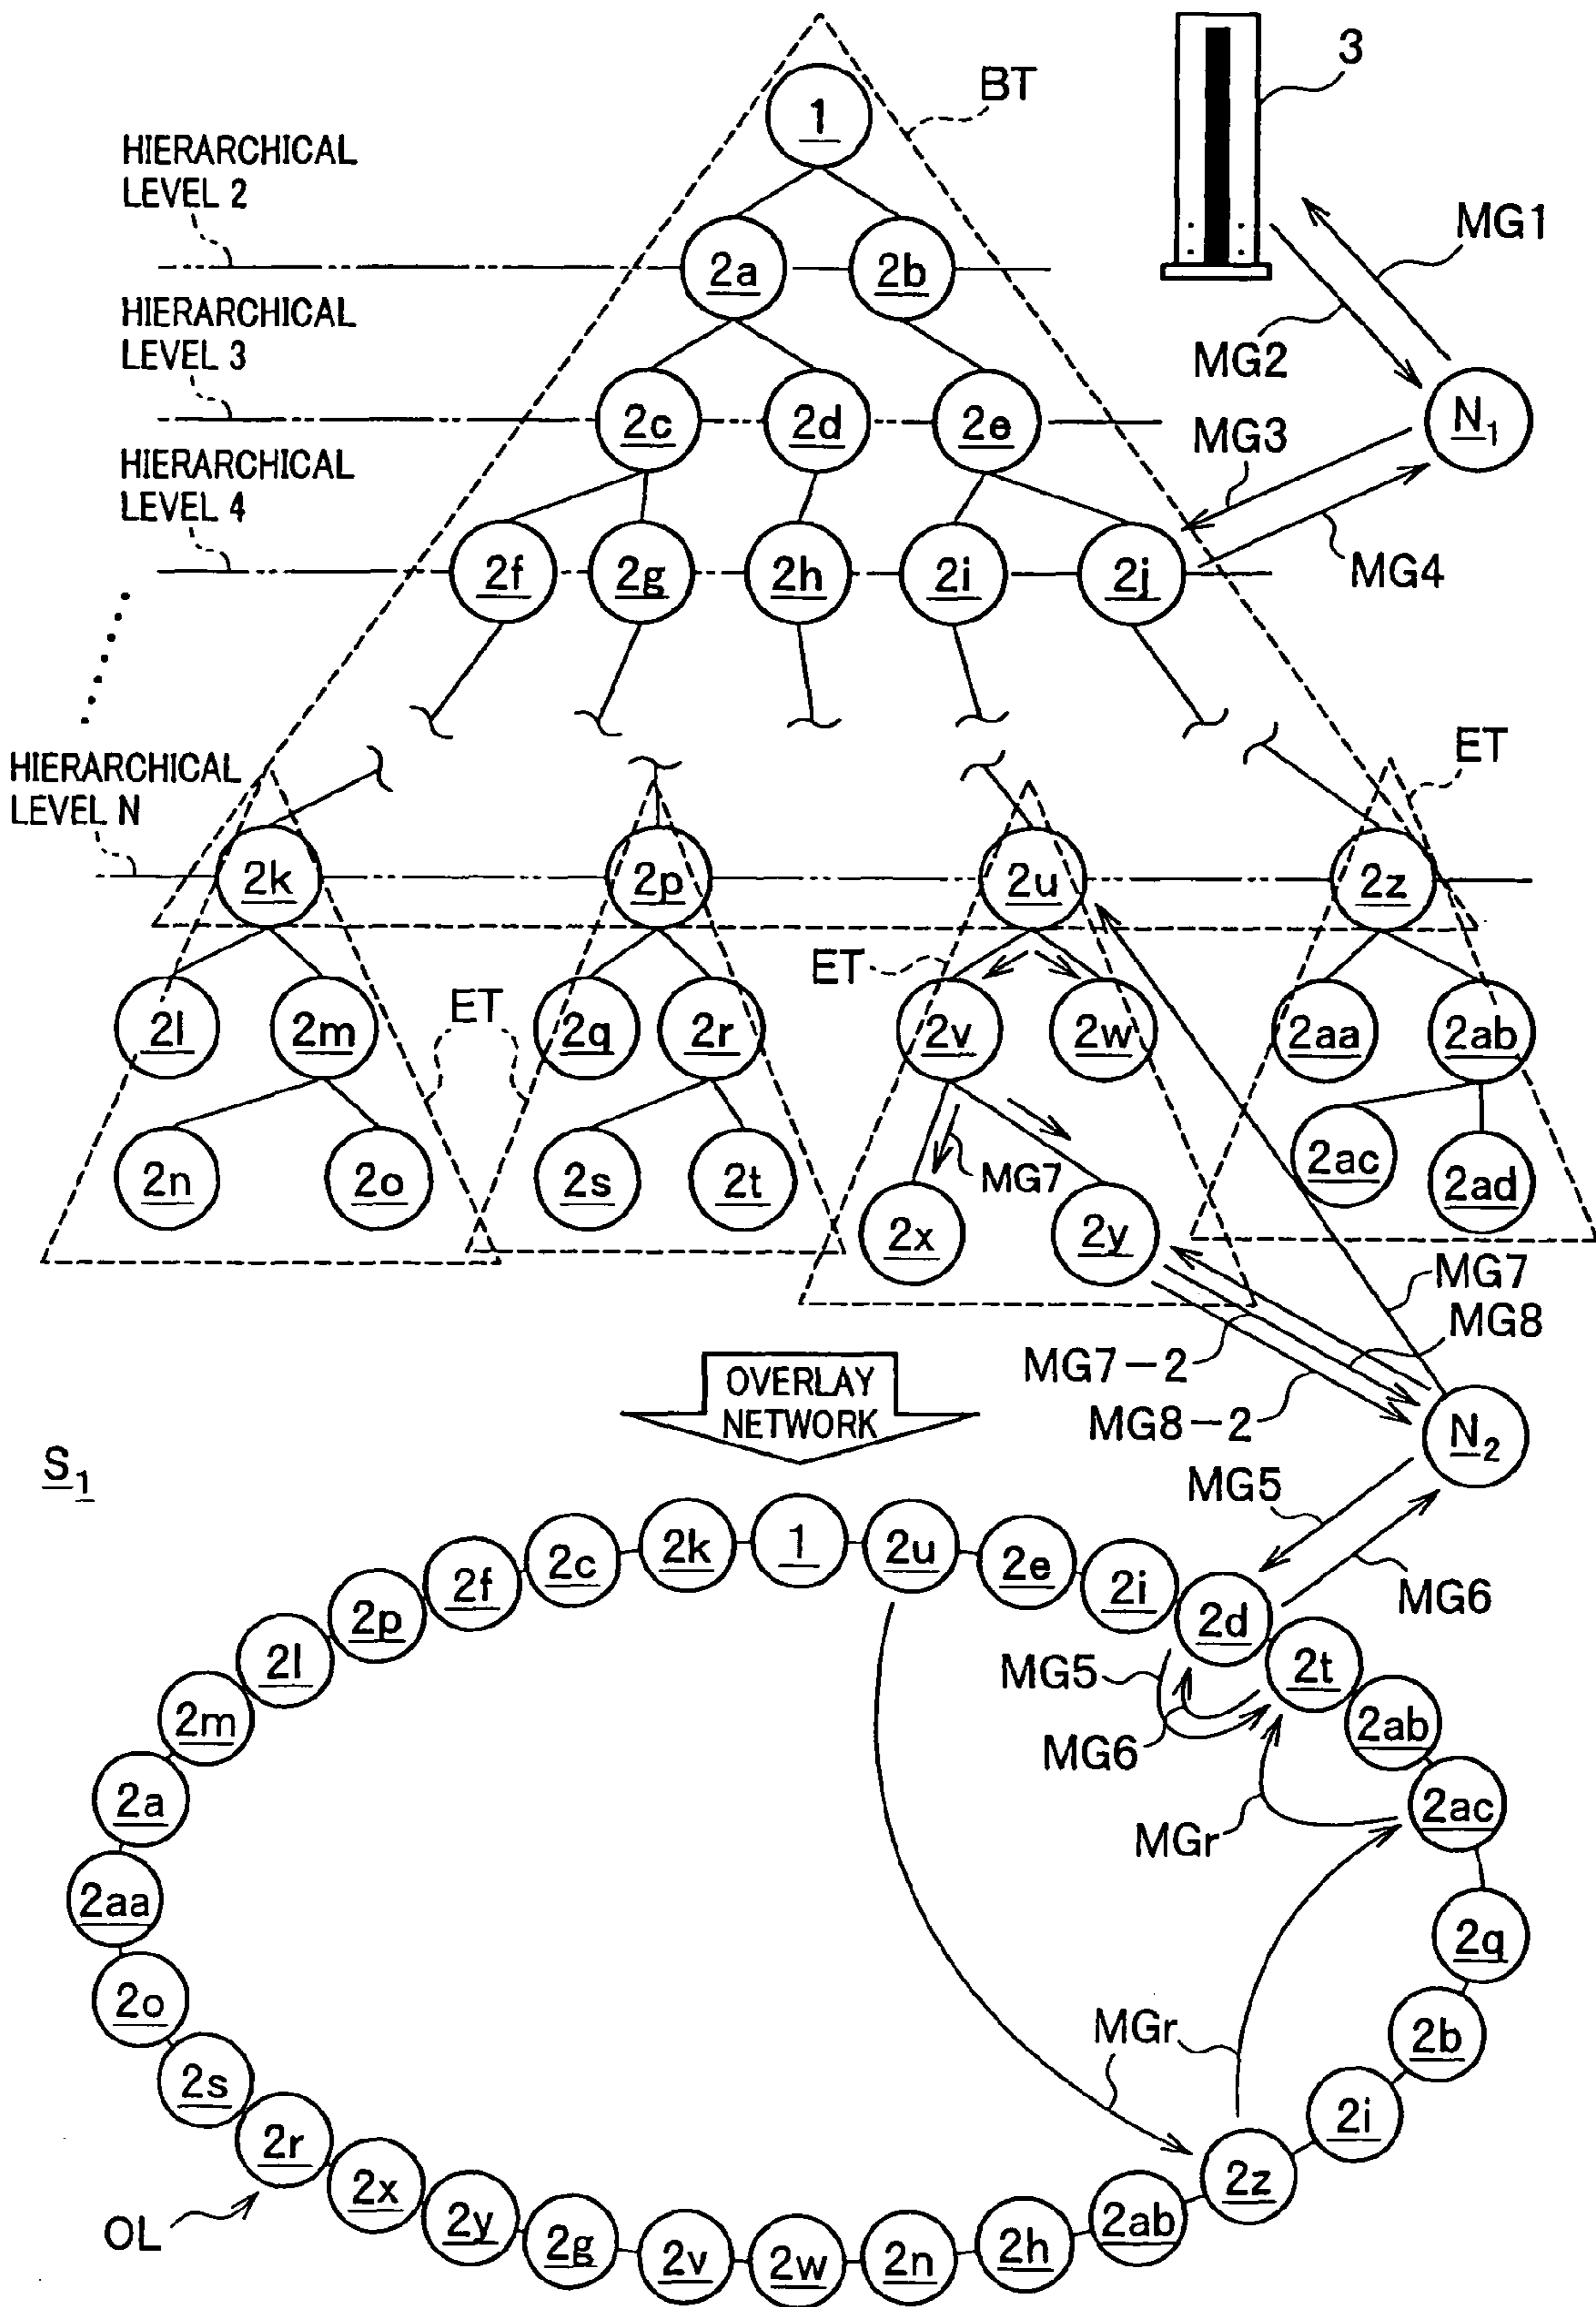 1
BT
3
HIERARCHICAL
LEVEL 2
2a
2b
MG1
MG2
HIERARCHICAL
LEVEL 3
2c
2d
2e
N1
MG3
HIERARCHICAL
LEVEL 4
2f
2g
2h
2i
2j
MG4
HIERARCHICAL
LEVEL N
ET
2k
2p
2u
2z
ET
ET
2l
2m
2q
2r
2v
2w
2aa
2ab
2n
2o
2s
2t
MG7
2x
2y
2ac
2ad
MG7
MG8
MG7-2
MG8-2
OVERLAY
NETWORK
N2
S1
MG5
MG6
1
2u
2e
2i
2d
2t
2ab
2ac
2q
2b
2i
2z
2ab
2h
2n
2w
2v
2g
2y
2x
2r
2s
2o
2aa
2a
2m
2l
2p
2f
2c
2k
MG5
MG6
MGr
MGr
OL